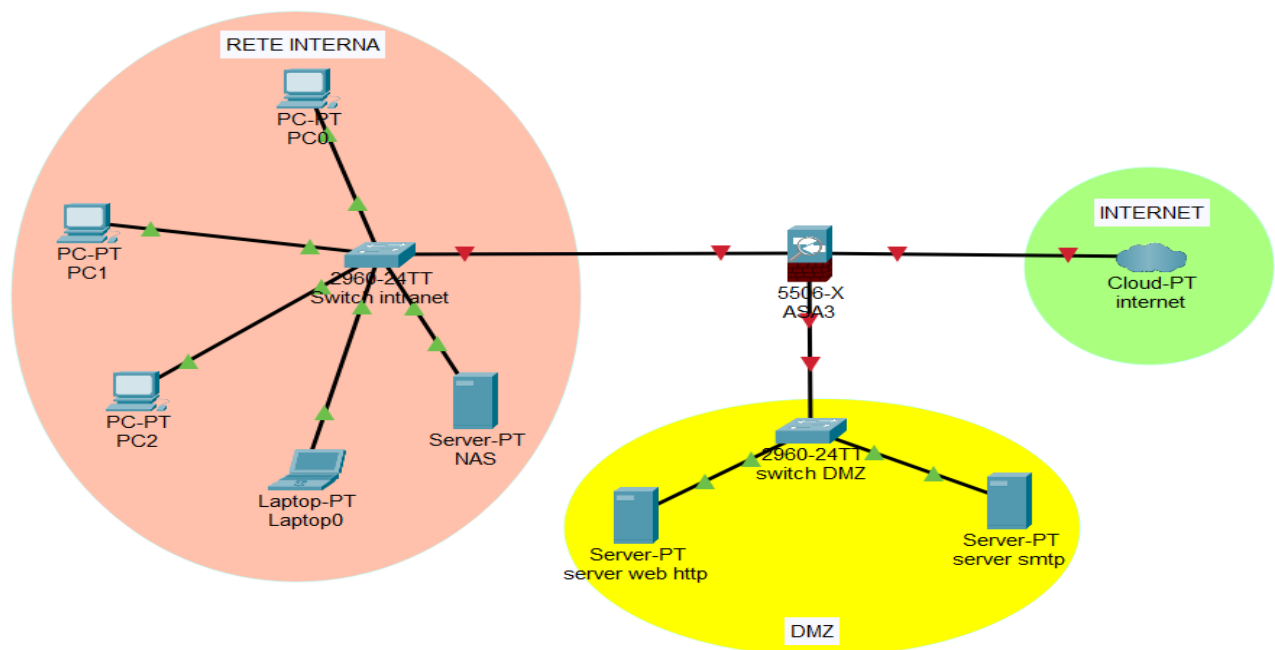 RETE INTERNA
PC-PT
PC0
PC-PT
PC1
2960-24TT
Switch intranet
PC-PT
PC2
Server-PT
NAS
Laptop-PT
Laptop0
5506-X
ASA3
INTERNET
Cloud-PT
internet
2960-24TT
switch DMZ
Server-PT
server web http
Server-PT
server smtp
DMZ